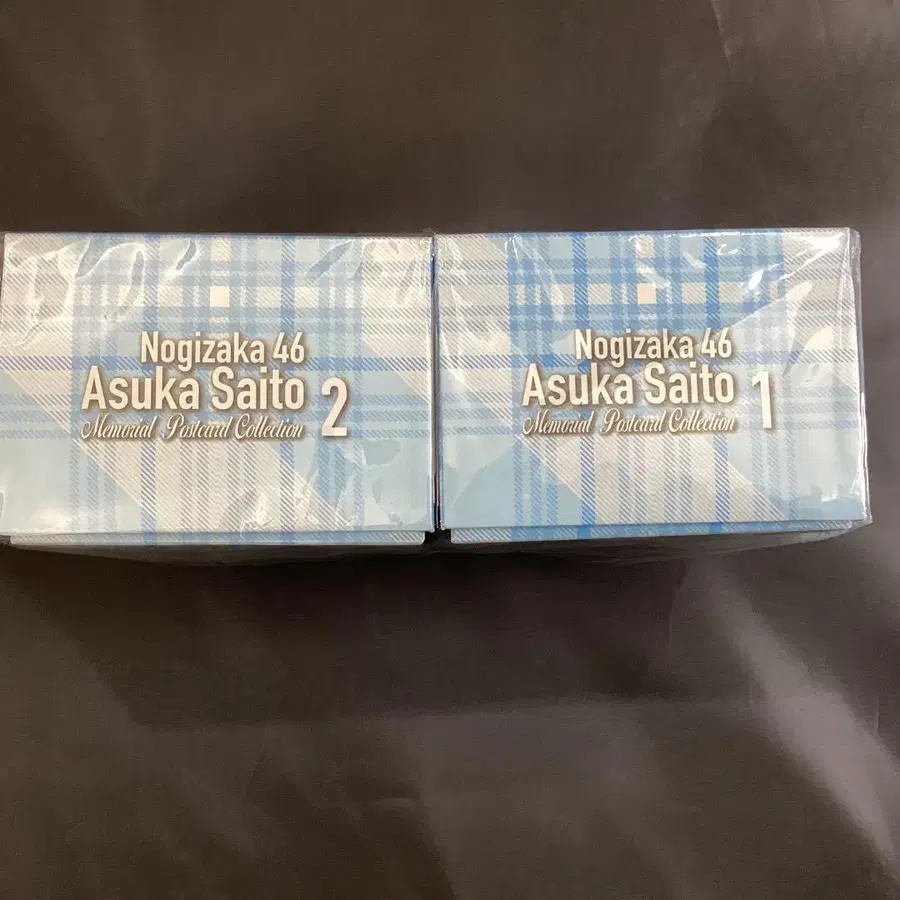 Nogizaka 46
Asuka Saito 2
Memorial Postcard Collection
Nogizaka 46
Asuka Saito 1
Memorial Postcard Collection